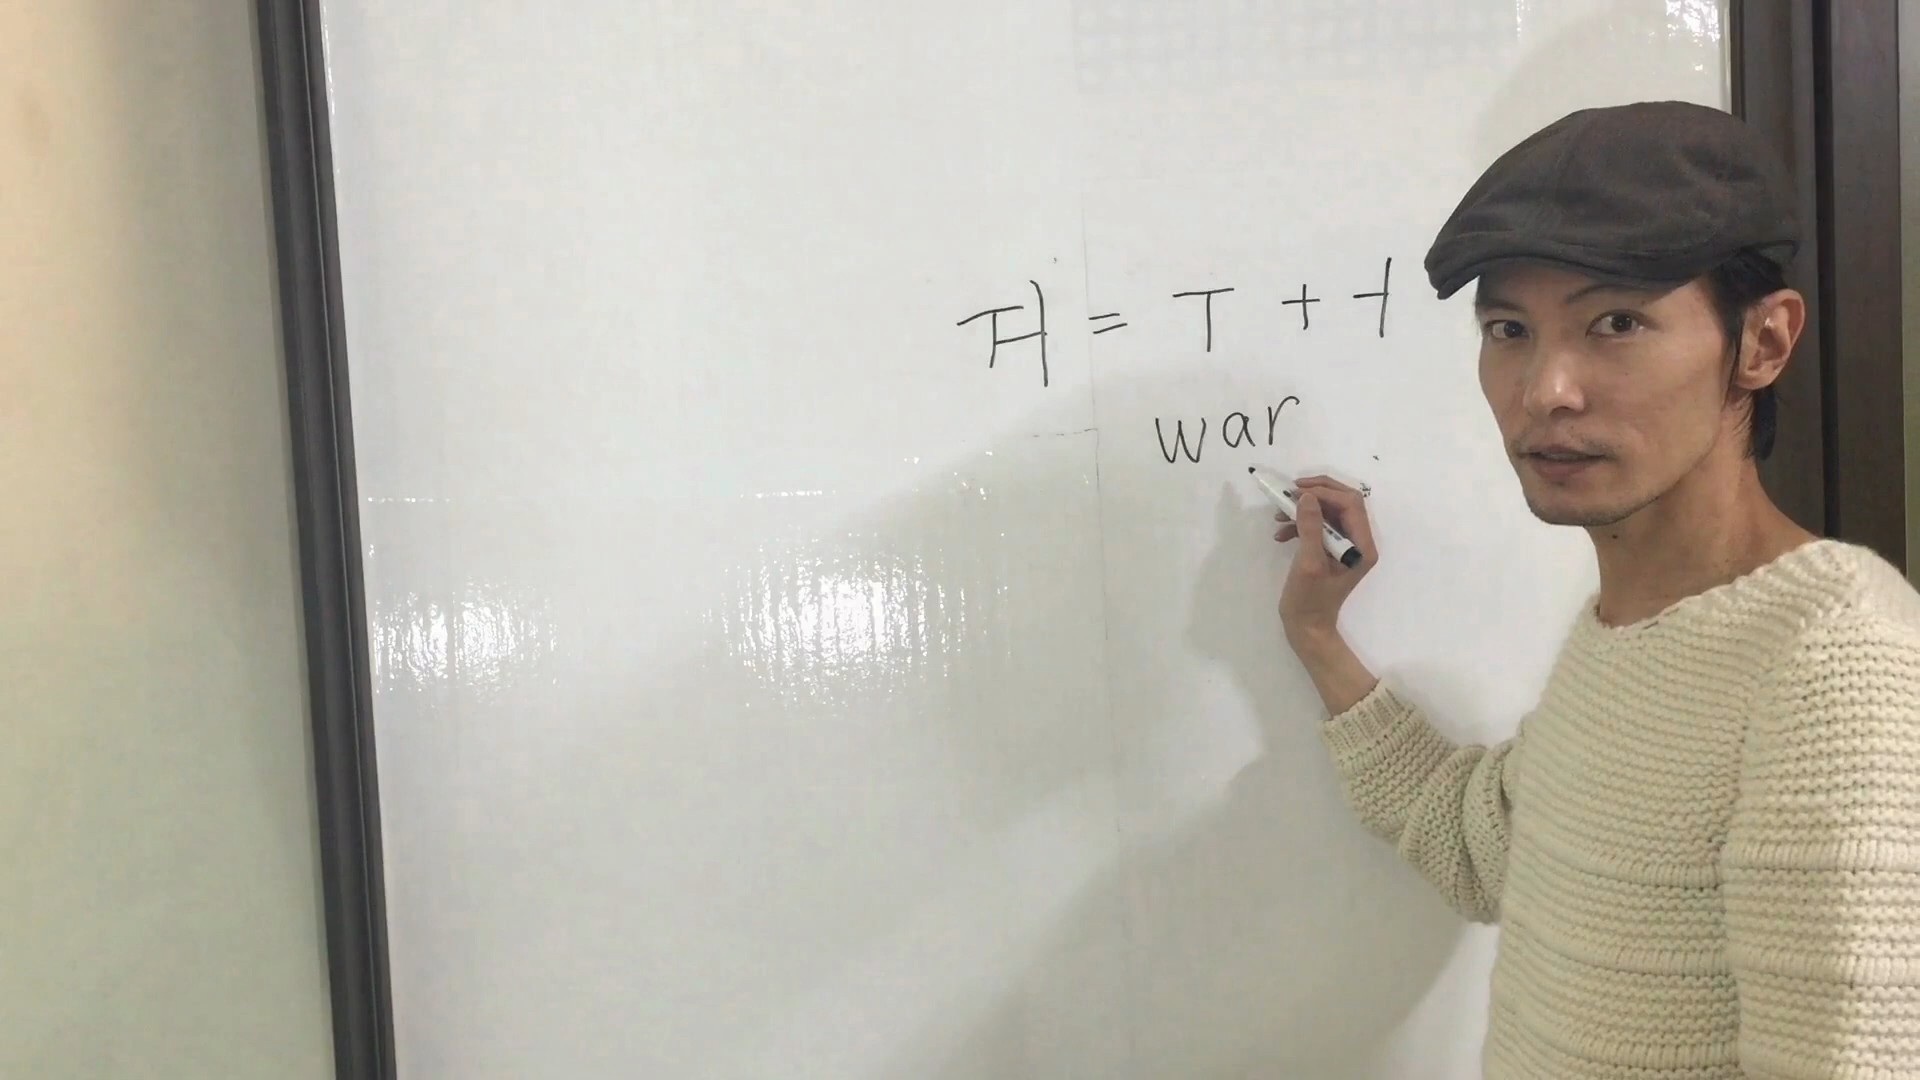 ㅝ = ㅜ + ㅓ
war